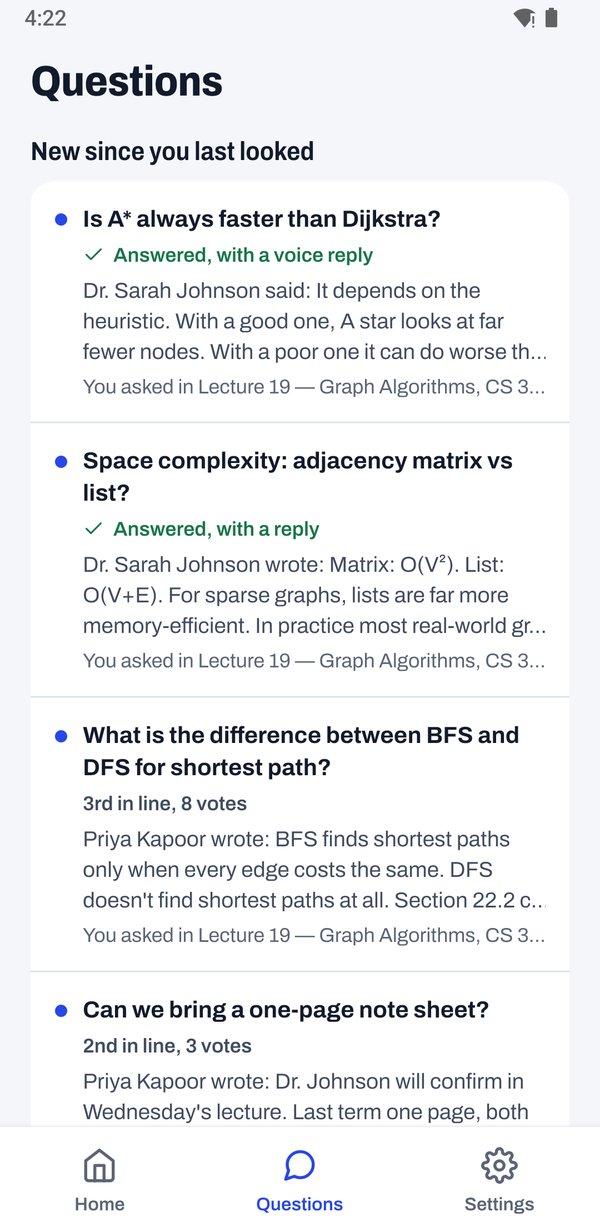 4:22
Questions
New since you last looked
Is A* always faster than Dijkstra?
Answered, with a voice reply
Dr. Sarah Johnson said: It depends on the
heuristic. With a good one, A star looks at far
fewer nodes. With a poor one it can do worse th...
You asked in Lecture 19 — Graph Algorithms, CS 3...
Space complexity: adjacency matrix vs
list?
Answered, with a reply
Dr. Sarah Johnson wrote: Matrix: O(V²). List:
O(V+E). For sparse graphs, lists are far more
memory-efficient. In practice most real-world gr...
You asked in Lecture 19 — Graph Algorithms, CS 3...
What is the difference between BFS and
DFS for shortest path?
3rd in line, 8 votes
Priya Kapoor wrote: BFS finds shortest paths
only when every edge costs the same. DFS
doesn't find shortest paths at all. Section 22.2 c...
You asked in Lecture 19 — Graph Algorithms, CS 3...
Can we bring a one-page note sheet?
2nd in line, 3 votes
Priya Kapoor wrote: Dr. Johnson will confirm in
Wednesday's lecture. Last term one page, both
Home
Questions
Settings